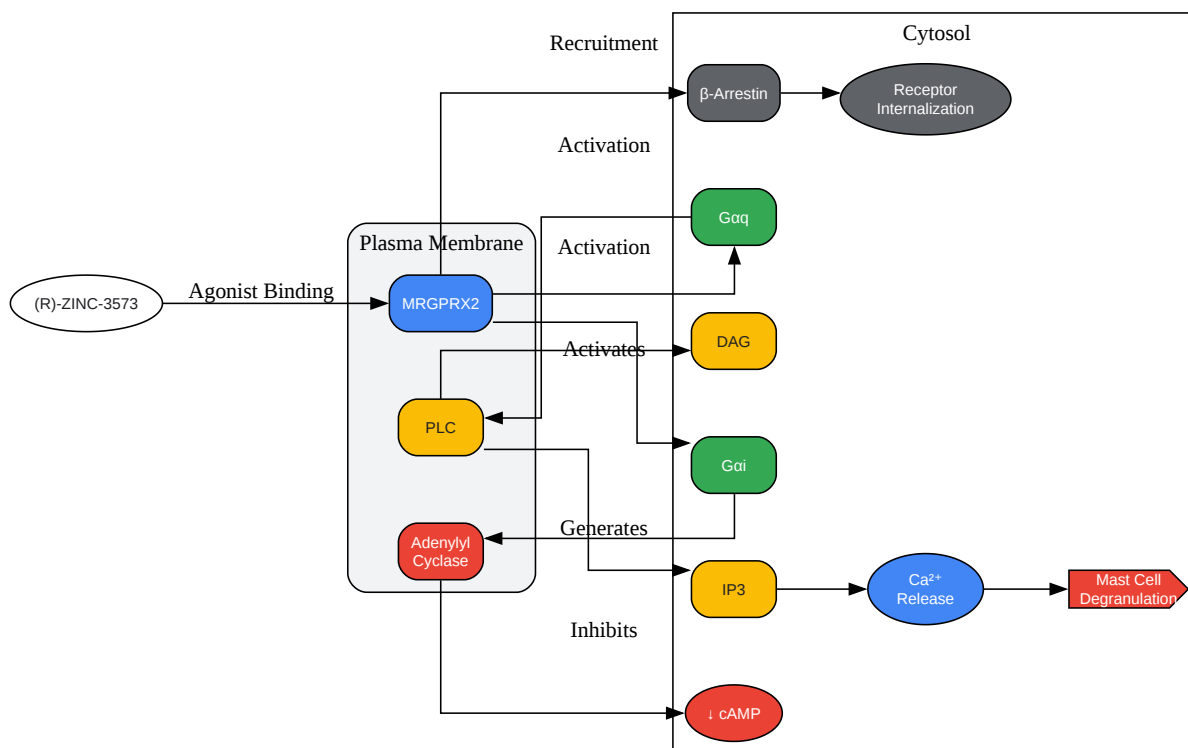 Cytosol
Recruitment
β-Arrestin
Receptor
Internalization
Activation
Gαq
Plasma Membrane
Activation
(R)-ZINC-3573
Agonist Binding
MRGPRX2
Activates
DAG
PLC
Gαi
Generates
Adenylyl
Cyclase
IP3
Ca²⁺
Release
Mast Cell
Degranulation
Inhibits
↓ cAMP